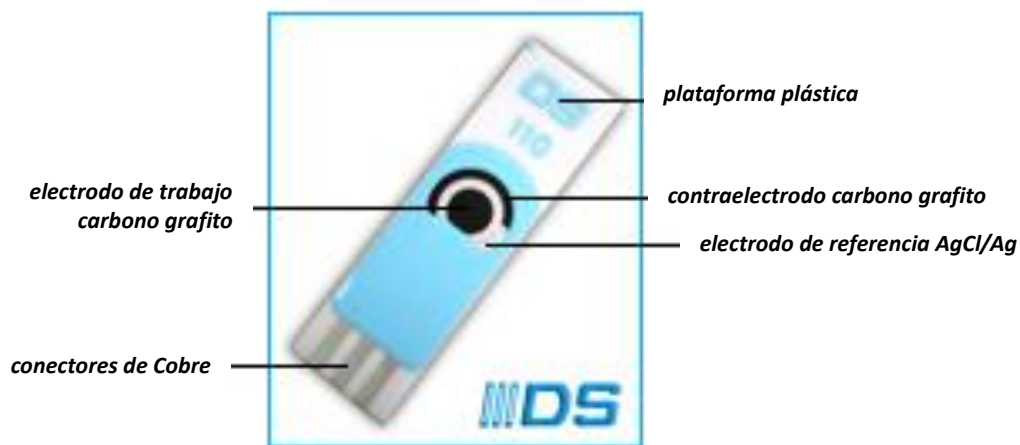 DS
110
plataforma plástica
electrodo de trabajo
carbono grafito
contraelectrodo carbono grafito
electrodo de referencia AgCl/Ag
conectores de Cobre
DS